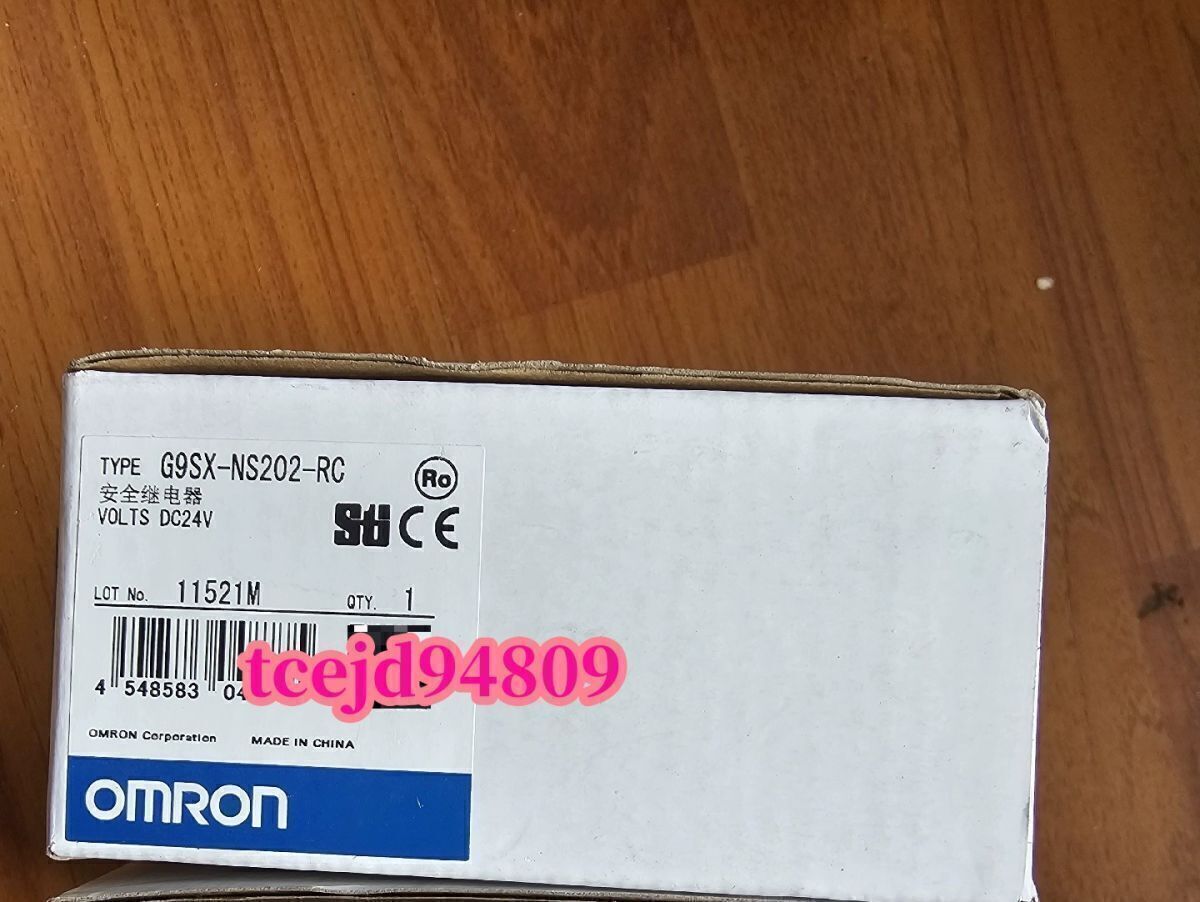 TYPE G9SX-NS202-RC
Ro
安全继电器
VOLTS DC24V
Sti CE
LOT No. 11521M
QTY. 1
4 548583 04
tcejd94809
OMRON Corporation MADE IN CHINA
OMRON